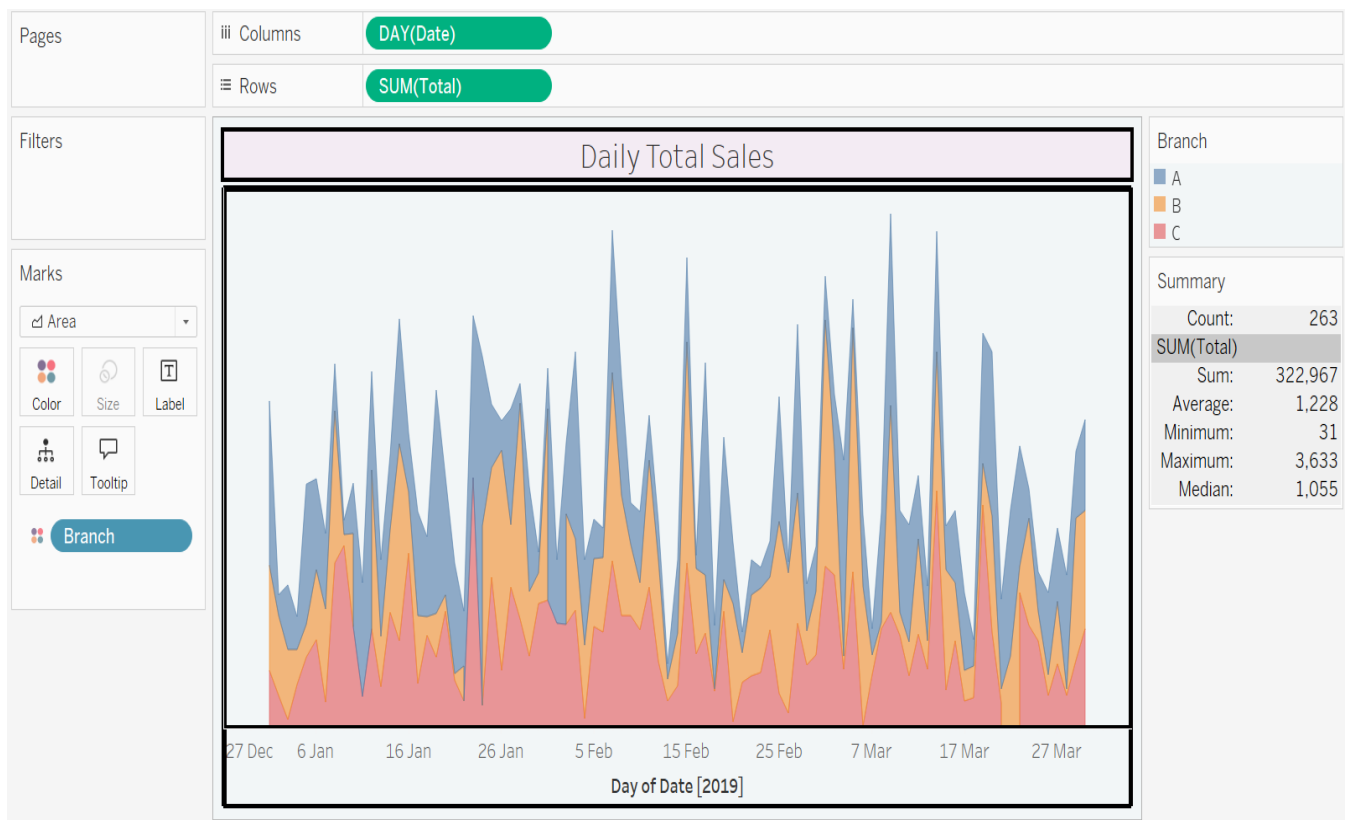 Pages
Columns DAY(Date)
Rows SUM(Total)
Filters
Marks
Area
Color Size Label
Detail Tooltip
Branch
Daily Total Sales
27 Dec 6 Jan 16 Jan 26 Jan 5 Feb 15 Feb 25 Feb 7 Mar 17 Mar 27 Mar
Day of Date [2019]
Branch
A
B
C
Summary
Count: 263
SUM(Total)
Sum: 322,967
Average: 1,228
Minimum: 31
Maximum: 3,633
Median: 1,055